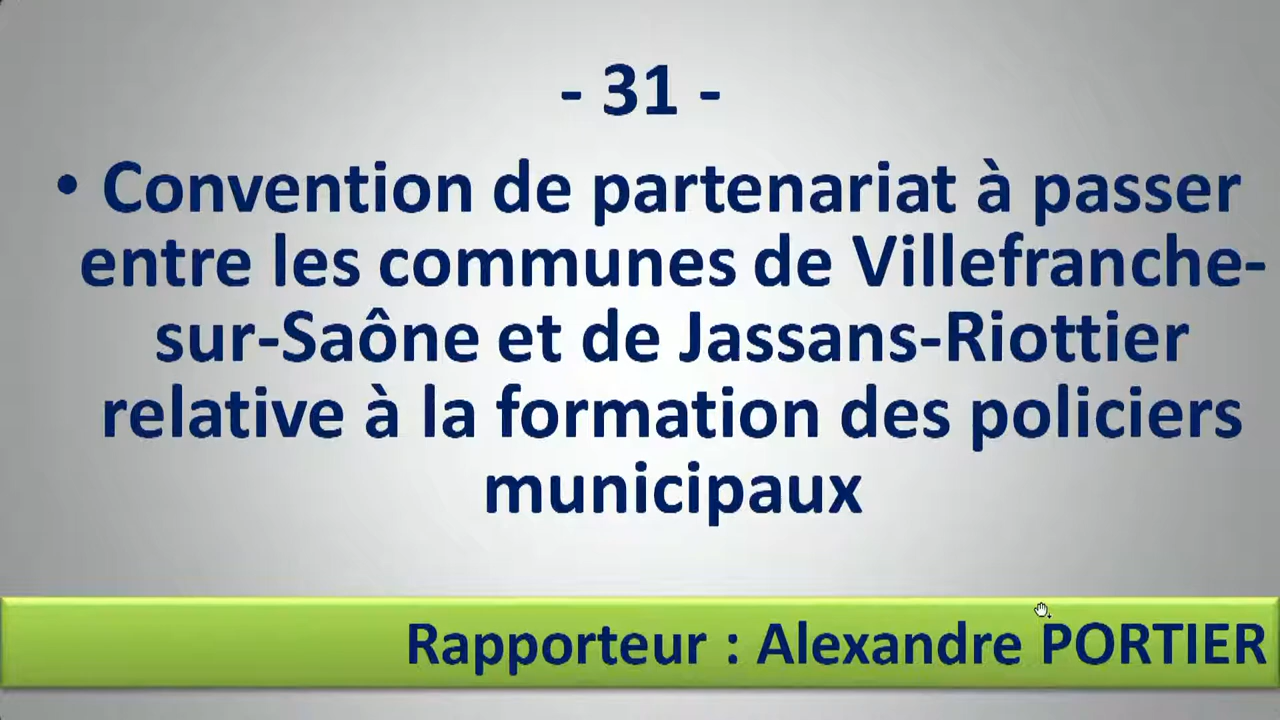 - 31 -
• Convention de partenariat à passer
entre les communes de Villefranche-
sur-Saône et de Jassans-Riottier
relative à la formation des policiers
municipaux
Rapporteur : Alexandre PORTIER